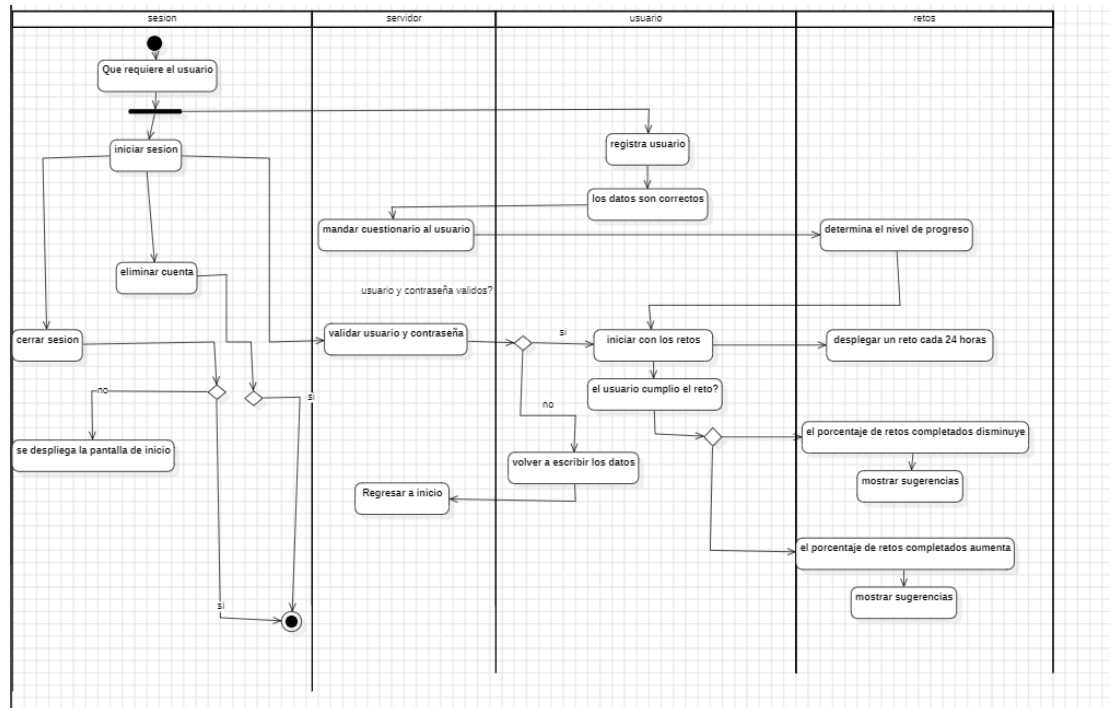 sesion
servidor
usuario
retos
Que requiere el usuario
iniciar sesion
registra usuario
los datos son correctos
mandar cuestionario al usuario
determina el nivel de progreso
eliminar cuenta
usuario y contraseña validos?
cerrar sesion
validar usuario y contraseña
si
iniciar con los retos
desplegar un reto cada 24 horas
no
si
el usuario cumplio el reto?
no
se despliega la pantalla de inicio
volver a escribir los datos
el porcentaje de retos completados disminuye
Regresar a inicio
mostrar sugerencias
el porcentaje de retos completados aumenta
si
mostrar sugerencias